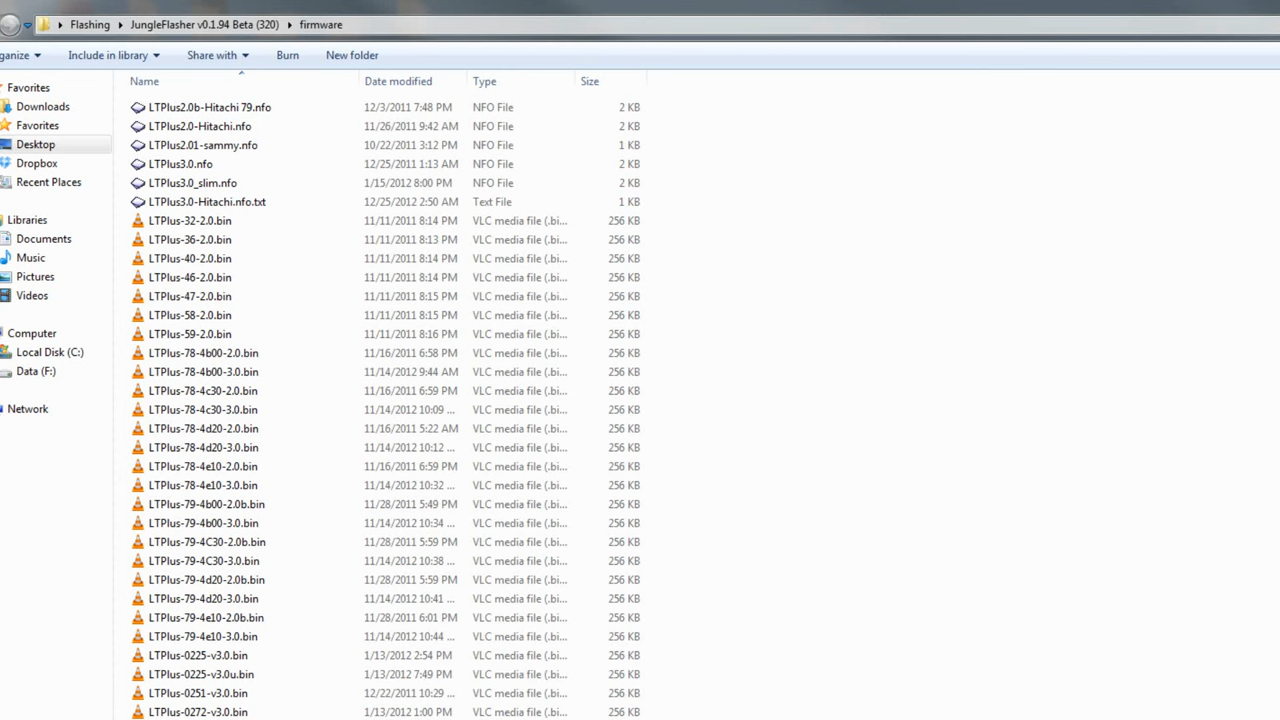 Flashing JungleFlasher v0.1.94 Beta (320) firmware
ganize Include in library Share with Burn New folder
Favorites
Downloads
Favorites
Desktop
Dropbox
Recent Places
Libraries
Documents
Music
Pictures
Videos
Computer
Local Disk (C:)
Data (F:)
Network
Name Date modified Type Size
LTPlus2.0b-Hitachi 79.nfo 12/3/2011 7:48 PM NFO File 2 KB
LTPlus2.0-Hitachi.nfo 11/26/2011 9:42 AM NFO File 2 KB
LTPlus2.01-sammy.nfo 10/22/2011 3:12 PM NFO File 1 KB
LTPlus3.0.nfo 12/25/2011 1:13 AM NFO File 2 KB
LTPlus3.0_slim.nfo 1/15/2012 8:00 PM NFO File 2 KB
LTPlus3.0-Hitachi.nfo.txt 12/25/2012 2:50 AM Text File 1 KB
LTPlus-32-2.0.bin 11/11/2011 8:14 PM VLC media file (.bi... 256 KB
LTPlus-36-2.0.bin 11/11/2011 8:13 PM VLC media file (.bi... 256 KB
LTPlus-40-2.0.bin 11/11/2011 8:14 PM VLC media file (.bi... 256 KB
LTPlus-46-2.0.bin 11/11/2011 8:14 PM VLC media file (.bi... 256 KB
LTPlus-47-2.0.bin 11/11/2011 8:15 PM VLC media file (.bi... 256 KB
LTPlus-58-2.0.bin 11/11/2011 8:15 PM VLC media file (.bi... 256 KB
LTPlus-59-2.0.bin 11/11/2011 8:16 PM VLC media file (.bi... 256 KB
LTPlus-78-4b00-2.0.bin 11/16/2011 6:58 PM VLC media file (.bi... 256 KB
LTPlus-78-4b00-3.0.bin 11/14/2012 9:44 AM VLC media file (.bi... 256 KB
LTPlus-78-4c30-2.0.bin 11/16/2011 6:59 PM VLC media file (.bi... 256 KB
LTPlus-78-4c30-3.0.bin 11/14/2012 10:09 ... VLC media file (.bi... 256 KB
LTPlus-78-4d20-2.0.bin 11/16/2011 5:22 AM VLC media file (.bi... 256 KB
LTPlus-78-4d20-3.0.bin 11/14/2012 10:12 ... VLC media file (.bi... 256 KB
LTPlus-78-4e10-2.0.bin 11/16/2011 6:59 PM VLC media file (.bi... 256 KB
LTPlus-78-4e10-3.0.bin 11/14/2012 10:32 ... VLC media file (.bi... 256 KB
LTPlus-79-4b00-2.0b.bin 11/28/2011 5:49 PM VLC media file (.bi... 256 KB
LTPlus-79-4b00-3.0.bin 11/14/2012 10:34 ... VLC media file (.bi... 256 KB
LTPlus-79-4C30-2.0b.bin 11/28/2011 5:59 PM VLC media file (.bi... 256 KB
LTPlus-79-4C30-3.0.bin 11/14/2012 10:38 ... VLC media file (.bi... 256 KB
LTPlus-79-4d20-2.0b.bin 11/28/2011 5:59 PM VLC media file (.bi... 256 KB
LTPlus-79-4d20-3.0.bin 11/14/2012 10:41 ... VLC media file (.bi... 256 KB
LTPlus-79-4e10-2.0b.bin 11/28/2011 6:01 PM VLC media file (.bi... 256 KB
LTPlus-79-4e10-3.0.bin 11/14/2012 10:44 ... VLC media file (.bi... 256 KB
LTPlus-0225-v3.0.bin 1/13/2012 2:54 PM VLC media file (.bi... 256 KB
LTPlus-0225-v3.0u.bin 1/13/2012 7:49 PM VLC media file (.bi... 256 KB
LTPlus-0251-v3.0.bin 12/22/2011 10:29 ... VLC media file (.bi... 256 KB
LTPlus-0272-v3.0.bin 1/13/2012 1:00 PM VLC media file (.bi... 256 KB